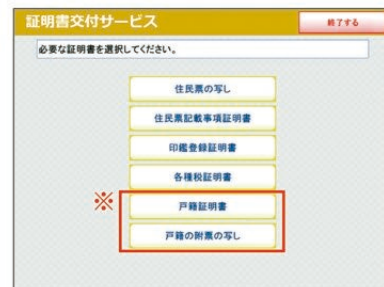 証明書交付サービス
終了する
必要な証明書を選択してください。
住民票の写し
住民票記載事項証明書
印鑑登録証明書
各種税証明書
※
戸籍証明書
戸籍の附票の写し